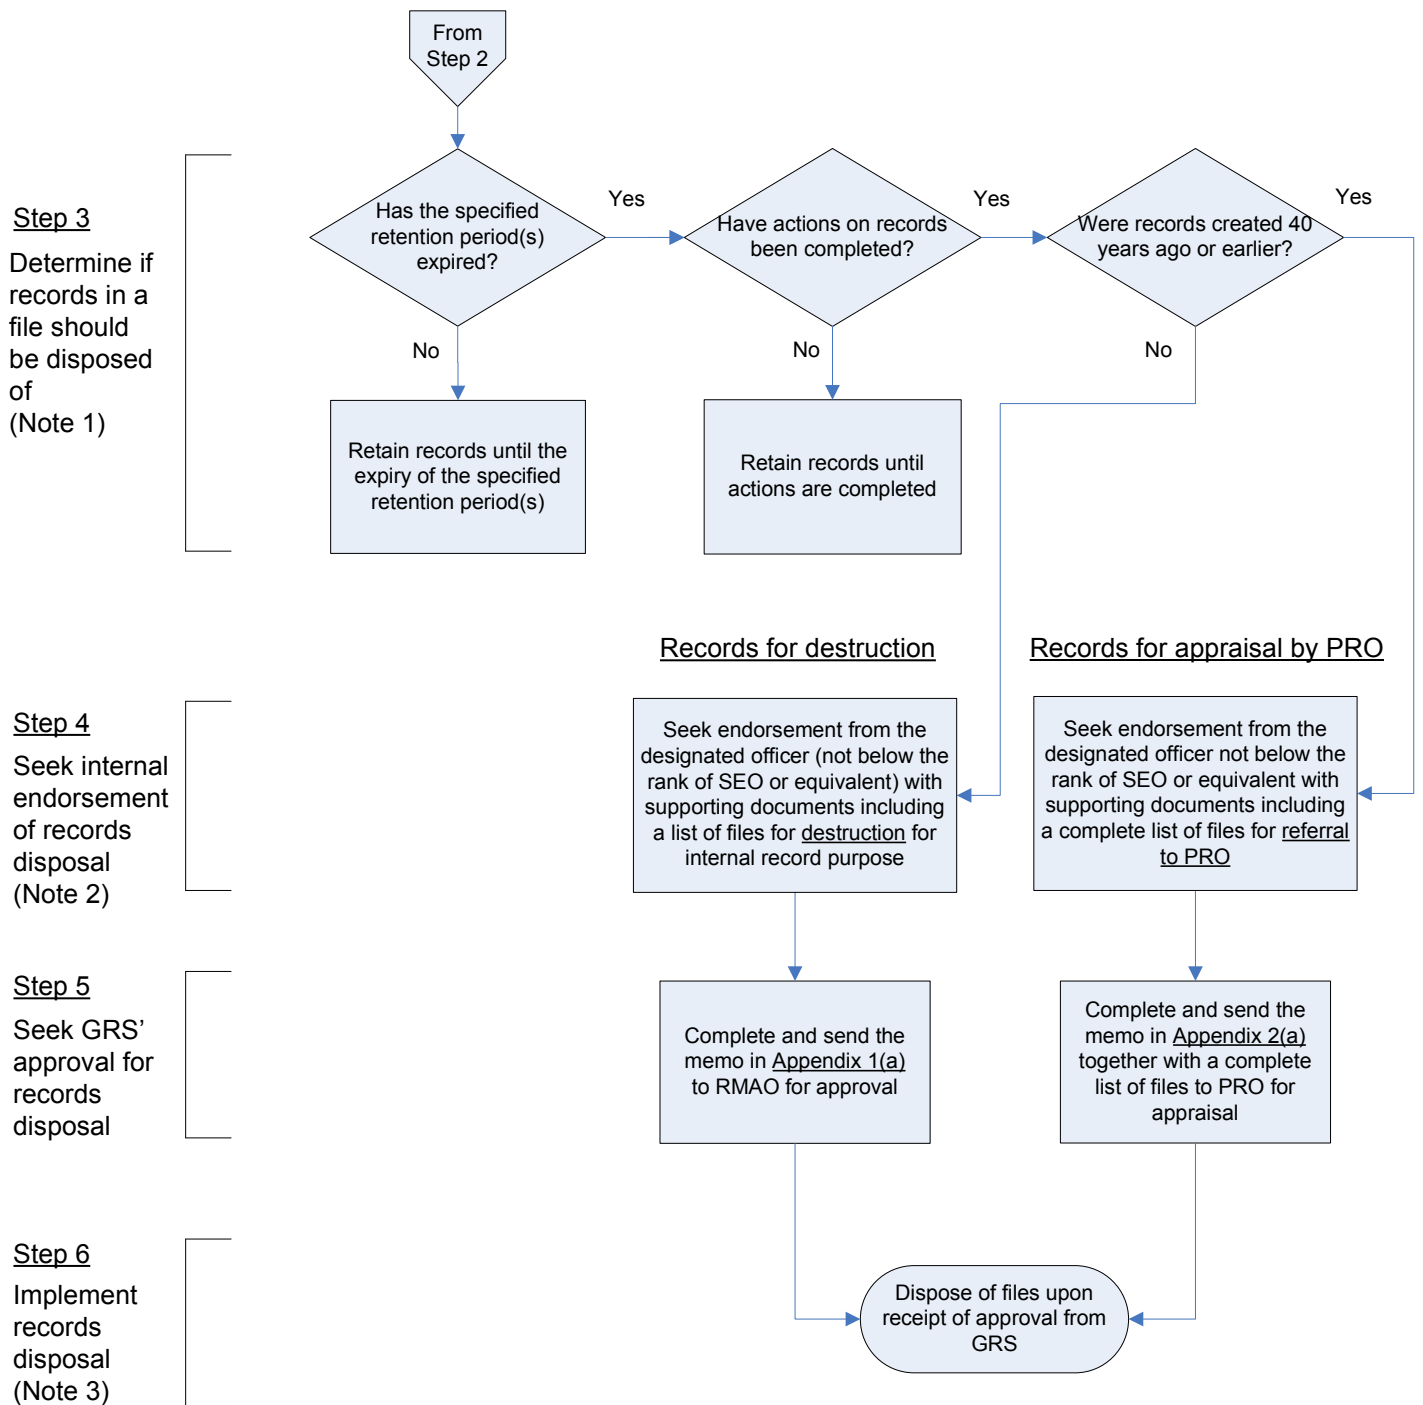 From
Step 2
Step 3
Determine if
records in a
file should
be disposed
of
(Note 1)
Has the specified
retention period(s)
expired?
Yes
Have actions on records
been completed?
Yes
Were records created 40
years ago or earlier?
Yes
No
No
No
Retain records until the
expiry of the specified
retention period(s)
Retain records until
actions are completed
Records for destruction
Records for appraisal by PRO
Step 4
Seek internal
endorsement
of records
disposal
(Note 2)
Seek endorsement from the
designated officer (not below the
rank of SEO or equivalent) with
supporting documents including
a list of files for destruction for
internal record purpose
Seek endorsement from the
designated officer not below the
rank of SEO or equivalent with
supporting documents including
a complete list of files for referral
to PRO
Step 5
Seek GRS’
approval for
records
disposal
Complete and send the
memo in Appendix 1(a)
to RMAO for approval
Complete and send the
memo in Appendix 2(a)
together with a complete
list of files to PRO for
appraisal
Step 6
Implement
records
disposal
(Note 3)
Dispose of files upon
receipt of approval from
GRS